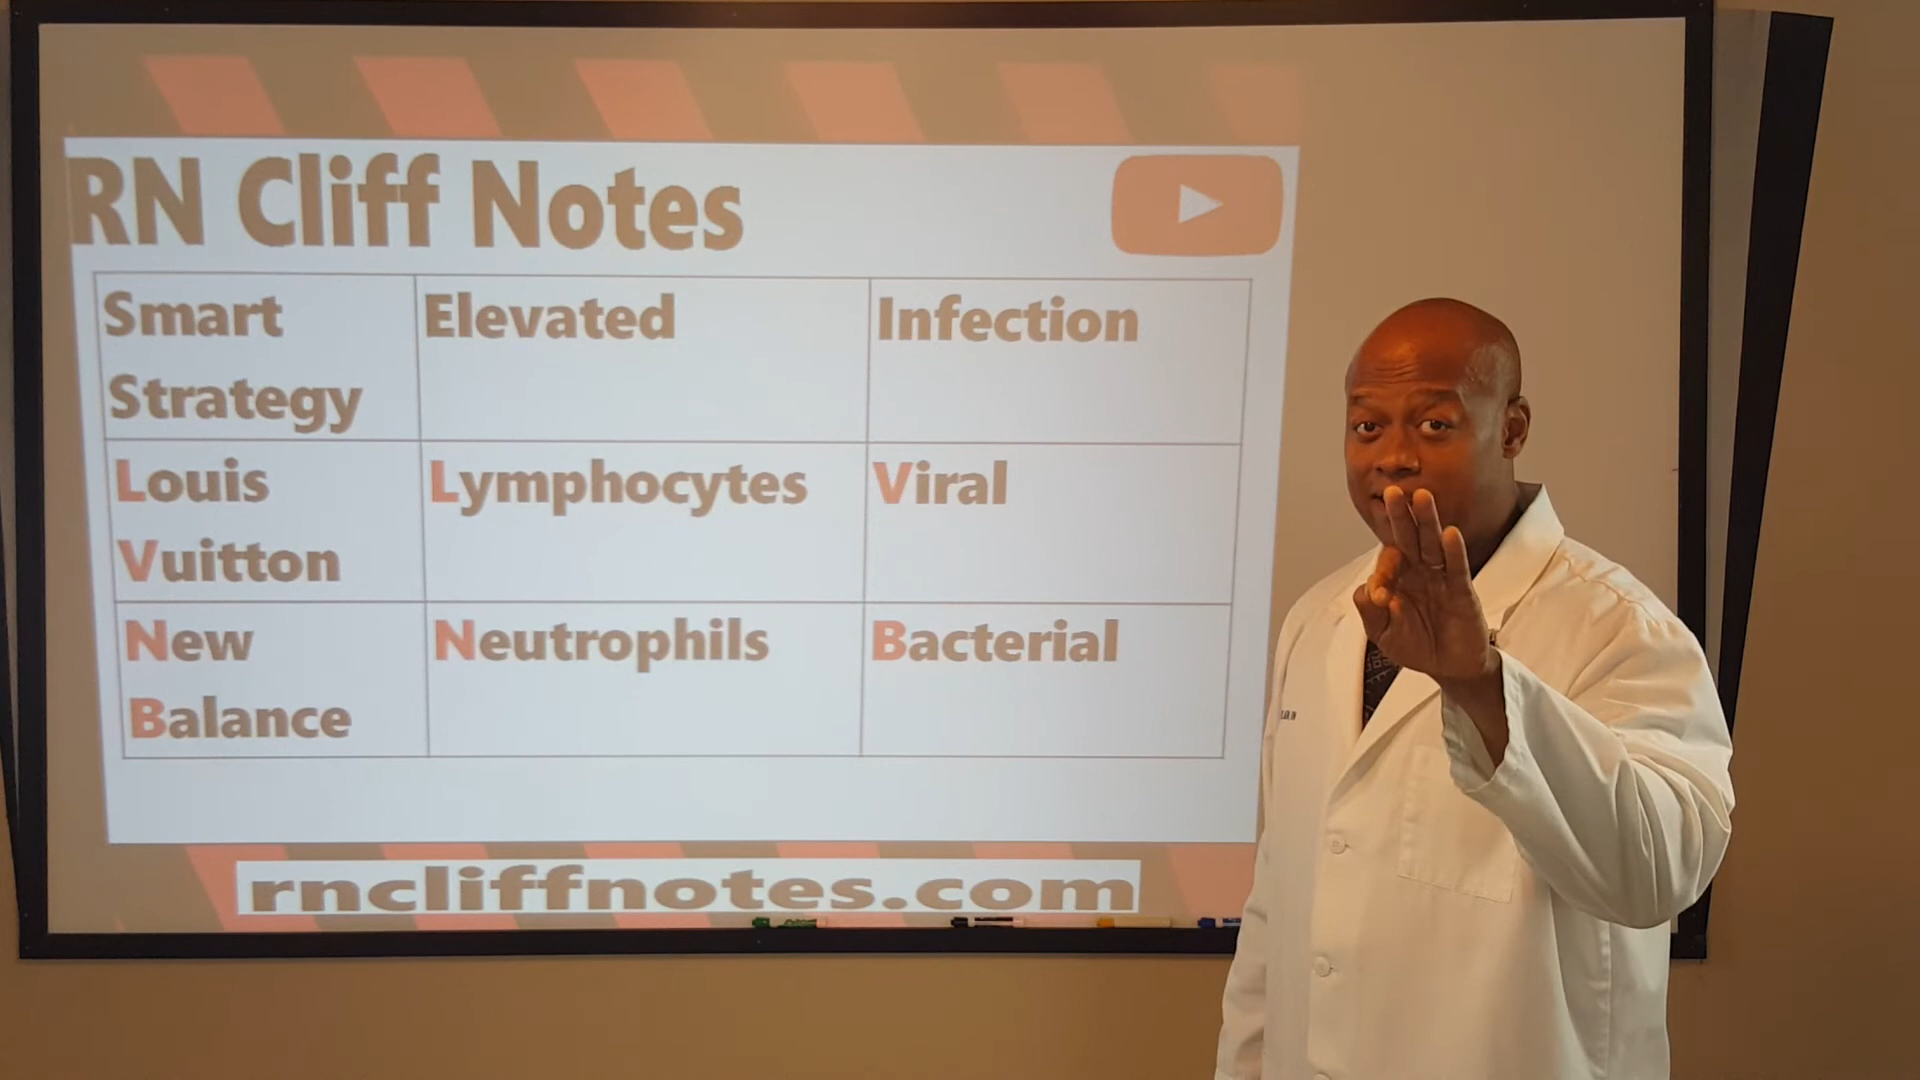 RN Cliff Notes
Smart Strategy
Elevated
Infection
Louis Vuitton
Lymphocytes
Viral
New Balance
Neutrophils
Bacterial
rncliffnotes.com